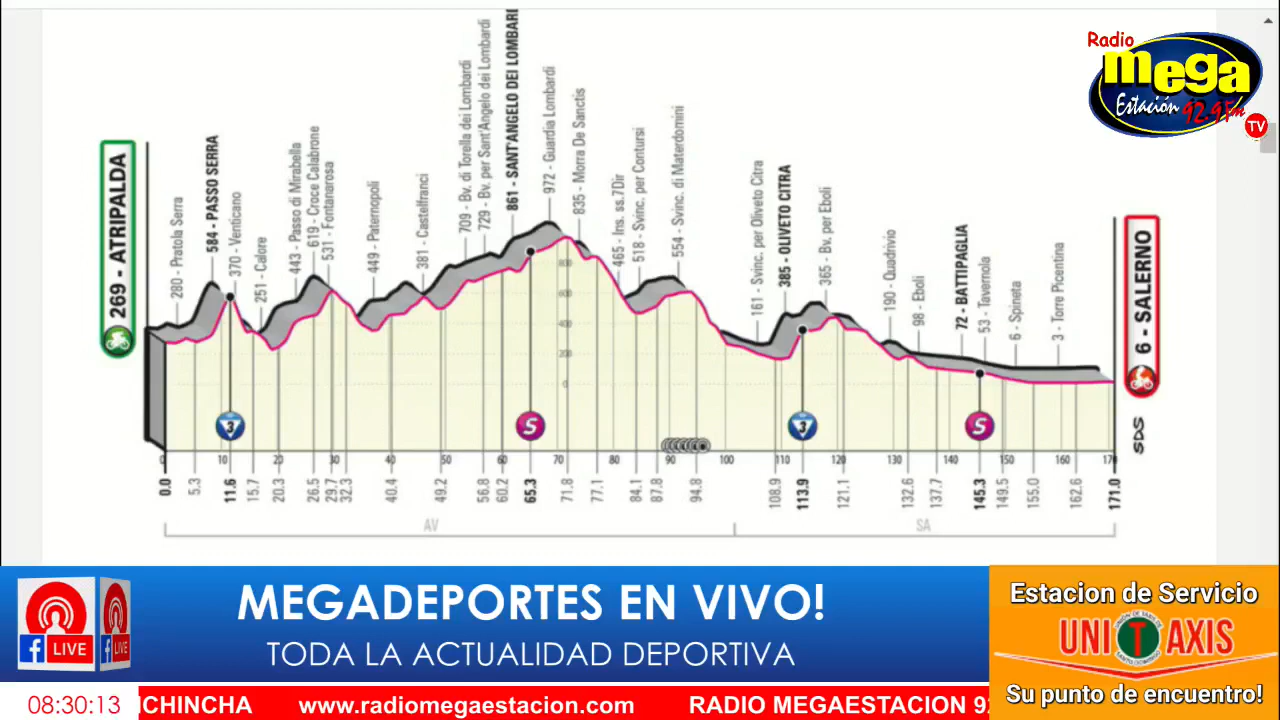 Radio
mega
Estación 92.9 Fm
TV
269 - ATRIPALDA
280 - Pratola Serra
584 - PASSO SERRA
370 - Venticano
251 - Calore
443 - Passo di Mirabella
619 - Croce Calabrone
531 - Fontanarosa
449 - Paternopoli
381 - Castelfranci
709 - Bv. di Torella dei Lombardi
729 - Bv. per Sant'Angelo dei Lombardi
861 - SANT'ANGELO DEI LOMBARI
972 - Guardia Lombardi
835 - Morra De Sanctis
465 - Ins. ss.7Dir
518 - Svinc. per Contursi
554 - Svinc. di Materdomini
161 - Svinc. per Oliveto Citra
385 - OLIVETO CITRA
365 - Bv. per Eboli
190 - Quadrivio
98 - Eboli
72 - BATTIPAGLIA
53 - Tavernola
6 - Spineta
3 - Torre Picentina
6 - SALERNO
800
600
400
200
0
3
S
3
S
SDS
0 10 20 30 40 50 60 70 80 90 100 110 120 130 140 150 160 170
0.0 5.3 11.6 15.7 20.3 26.5 29.7 32.3 40.4 49.2 56.8 60.2 65.3 71.8 77.1 84.1 87.8 94.8 108.9 113.9 121.1 132.6 137.7 145.3 149.5 155.0 162.6 171.0
AV SA
LIVE
LIVE
MEGADEPORTES EN VIVO!
TODA LA ACTUALIDAD DEPORTIVA
Estacion de Servicio
UNITAXIS
Su punto de encuentro!
08:30:13 NCHINCHA www.radiomegaestacion.com RADIO MEGAESTACION 92